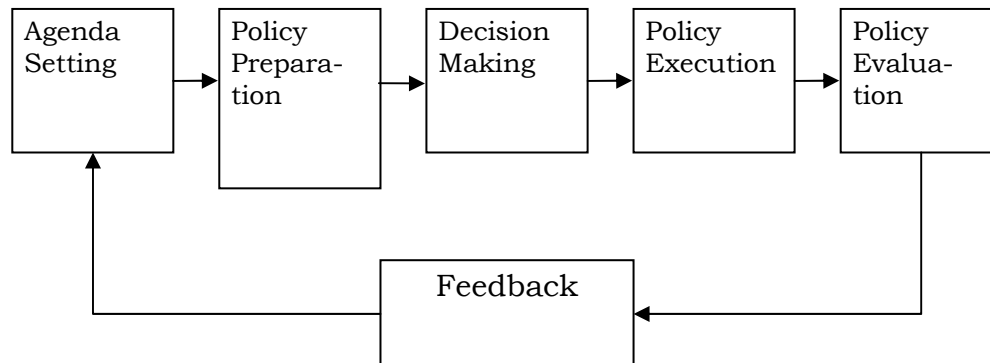 Agenda
Setting
Policy
Prepara-
tion
Decision
Making
Policy
Execution
Policy
Evalua-
tion
Feedback